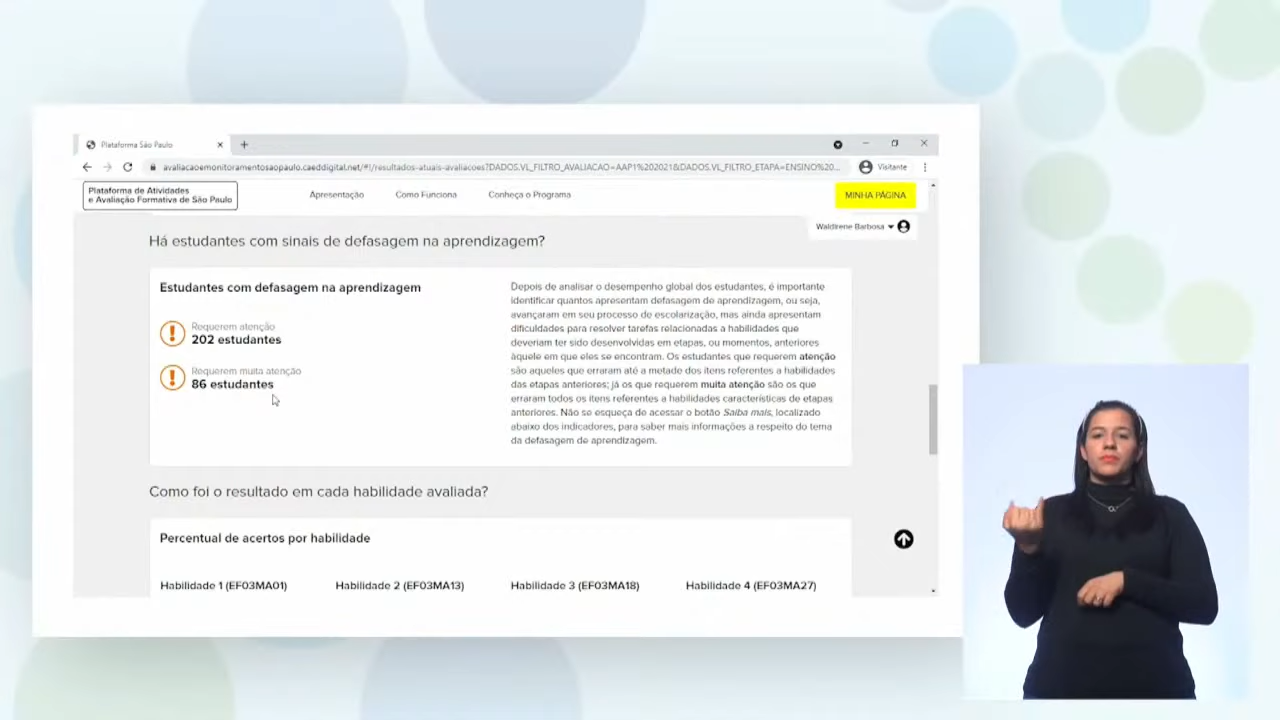 Plataforma São Paulo
avaliacaoemonitoramentosaopaulo.caeddigital.net/#!/resultados-atuais-avaliacoes?DADOS.VL_FILTRO_AVALIACAO=AAP1%202021&DADOS.VL_FILTRO_ETAPA=ENSINO%20...
Visitante
Plataforma de Atividades
e Avaliação Formativa de São Paulo
Apresentação
Como Funciona
Conheça o Programa
MINHA PÁGINA
Waldirene Barbosa
Há estudantes com sinais de defasagem na aprendizagem?
Estudantes com defasagem na aprendizagem
Requerem atenção
202 estudantes
Requerem muita atenção
86 estudantes
Depois de analisar o desempenho global dos estudantes, é importante
identificar quantos apresentam defasagem de aprendizagem, ou seja,
avançaram em seu processo de escolarização, mas ainda apresentam
dificuldades para resolver tarefas relacionadas a habilidades que
deveriam ter sido desenvolvidas em etapas, ou momentos, anteriores
àquele em que eles se encontram. Os estudantes que requerem atenção
são aqueles que erraram até a metade dos itens referentes a habilidades
das etapas anteriores; já os que requerem muita atenção são os que
erraram todos os itens referentes a habilidades características de etapas
anteriores. Não se esqueça de acessar o botão Saiba mais, localizado
abaixo dos indicadores, para saber mais informações a respeito do tema
da defasagem de aprendizagem.
Como foi o resultado em cada habilidade avaliada?
Percentual de acertos por habilidade
Habilidade 1 (EF03MA01)
Habilidade 2 (EF03MA13)
Habilidade 3 (EF03MA18)
Habilidade 4 (EF03MA27)